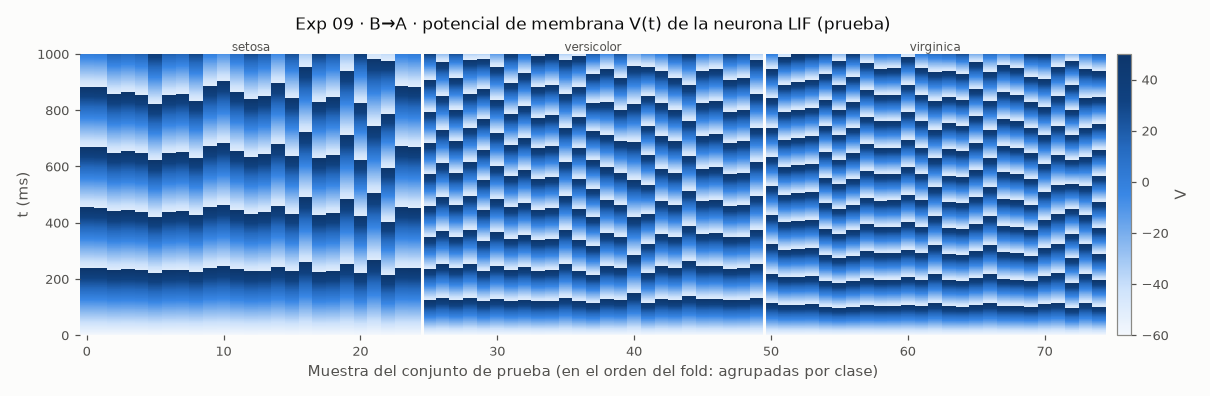 Exp 09 · B→A · potencial de membrana V(t) de la neurona LIF (prueba)
setosa versicolor virginica
1000
800
600
400
200
0
t (ms)
0 10 20 30 40 50 60 70
Muestra del conjunto de prueba (en el orden del fold: agrupadas por clase)
40
20
0
−20
−40
−60
V